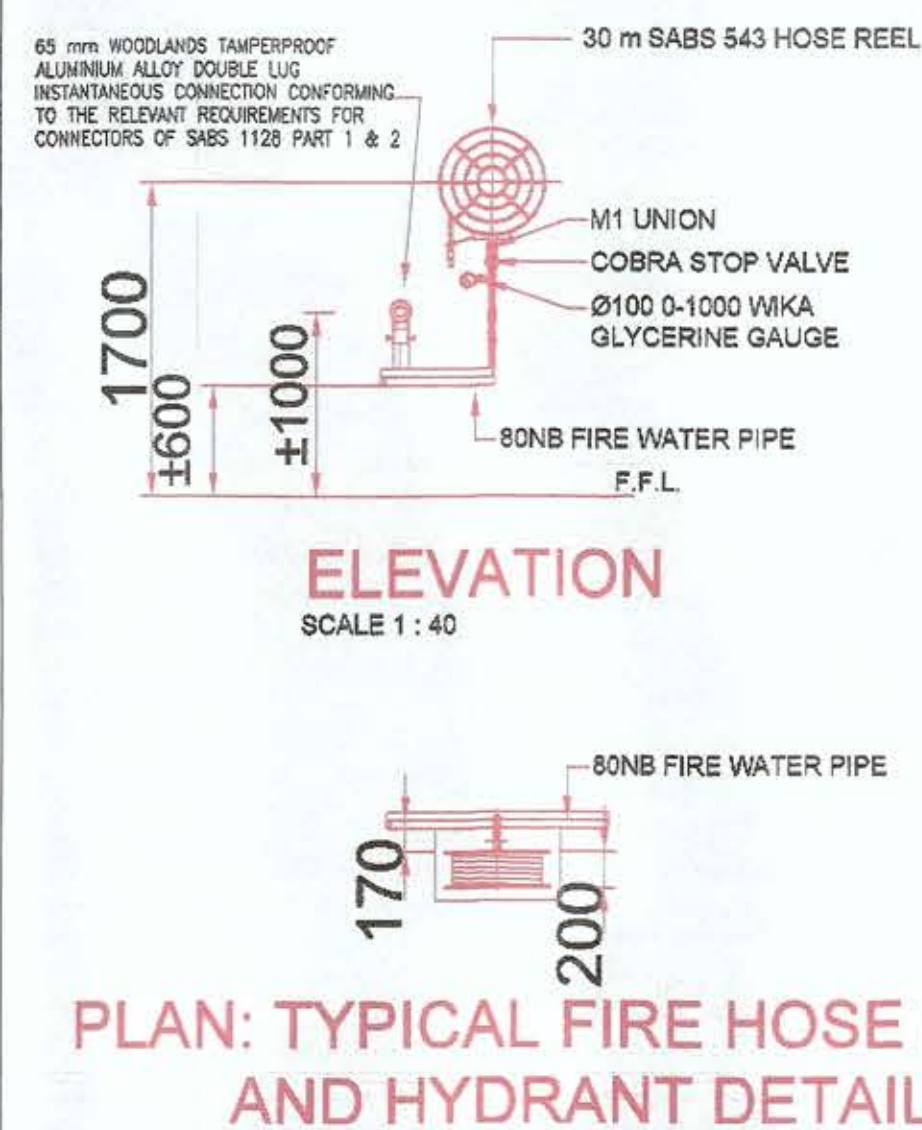 65 mm WOODLANDS TAMPERPROOF
ALUMINIUM ALLOY DOUBLE LUG
INSTANTANEOUS CONNECTION CONFORMING
TO THE RELEVANT REQUIREMENTS FOR
CONNECTORS OF SABS 1128 PART 1 & 2
30 m SABS 543 HOSE REEL
M1 UNION
COBRA STOP VALVE
Ø100 0-1000 WIKA
GLYCERINE GAUGE
1700
±600
±1000
80NB FIRE WATER PIPE
F.F.L.
ELEVATION
SCALE 1 : 40
80NB FIRE WATER PIPE
170
200
PLAN: TYPICAL FIRE HOSE
AND HYDRANT DETAIL